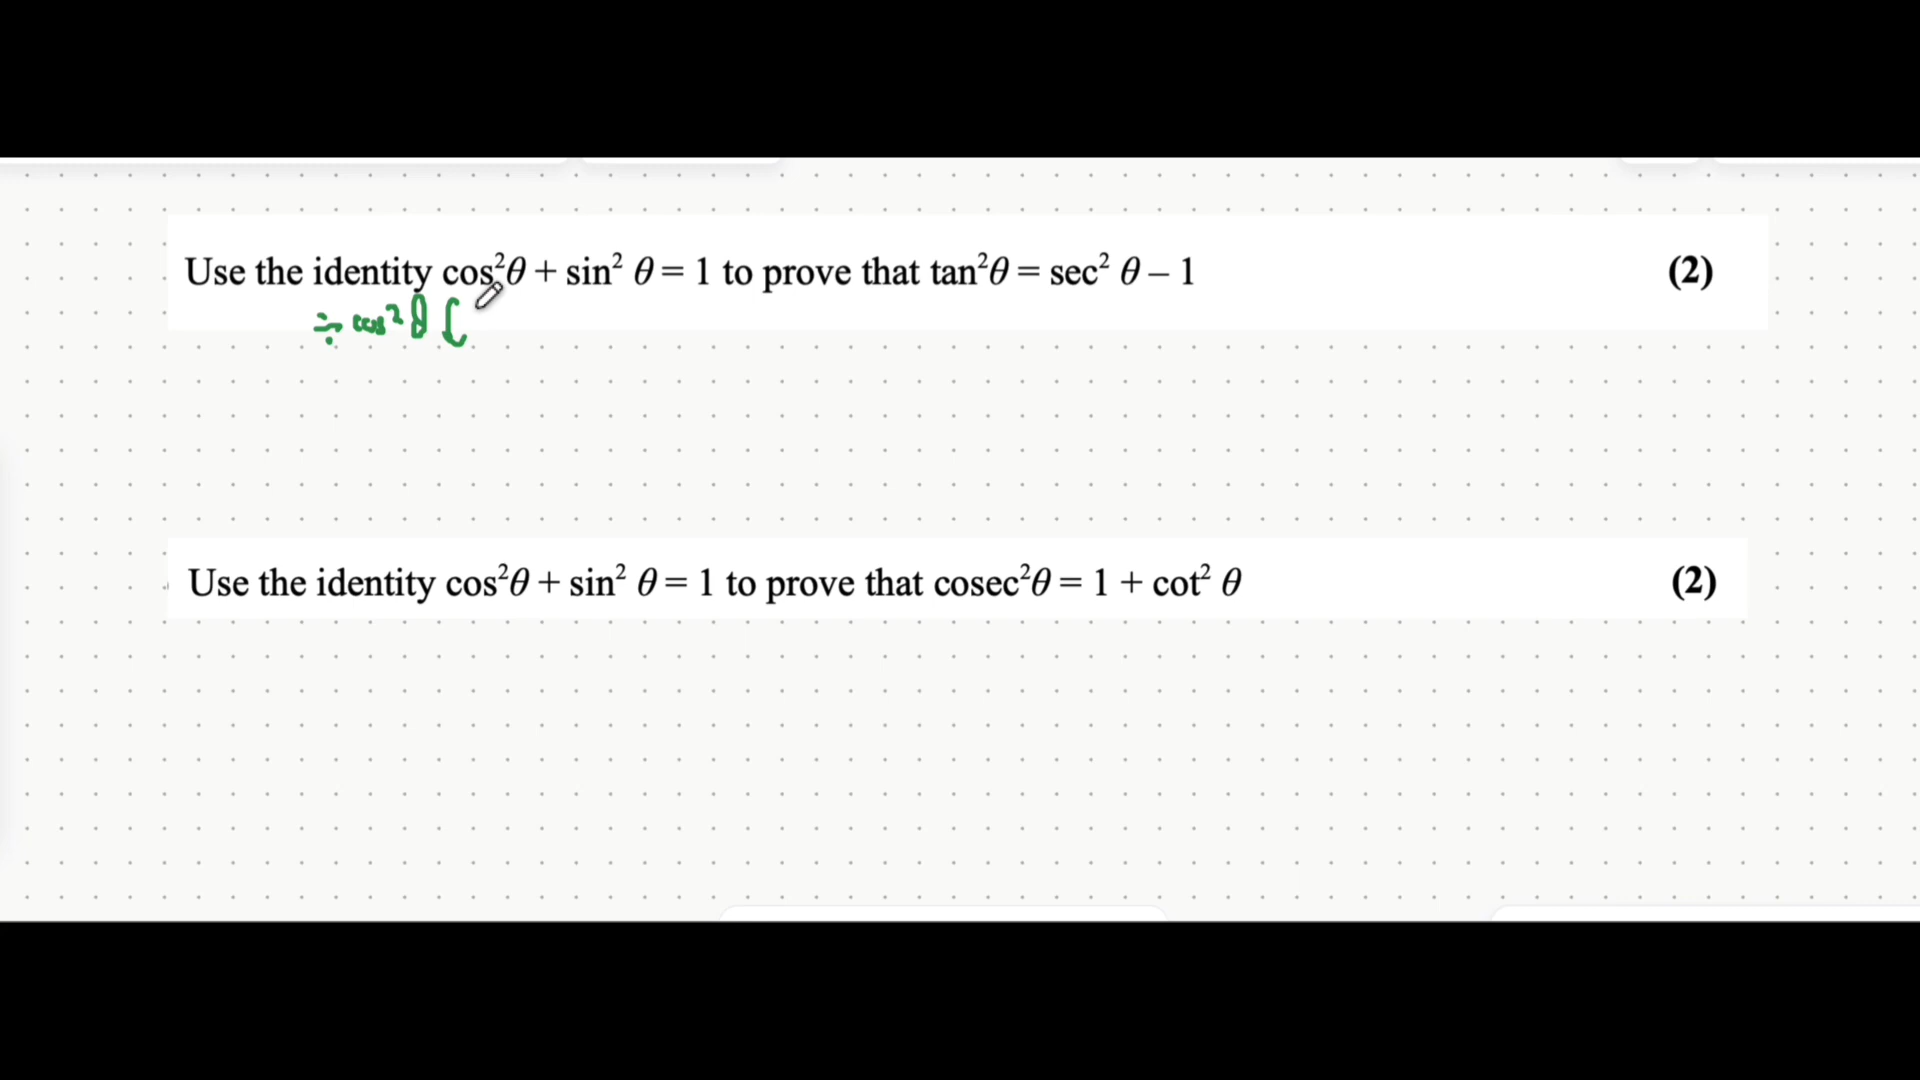 Use the identity cos²θ + sin² θ = 1 to prove that tan²θ = sec² θ – 1 (2)
÷ cos²θ (
Use the identity cos²θ + sin² θ = 1 to prove that cosec²θ = 1 + cot² θ (2)